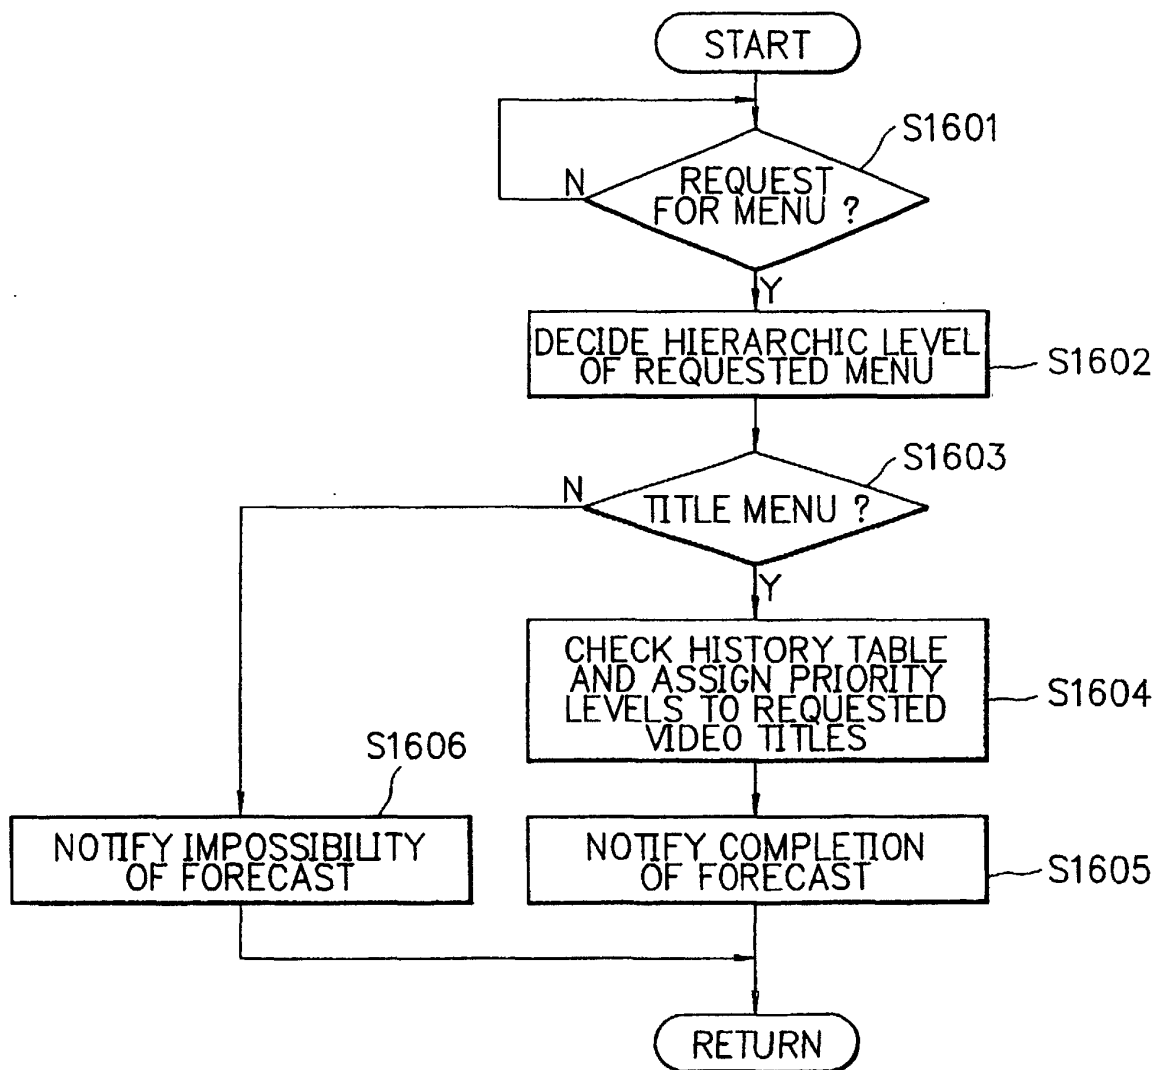 START
S1601
N
REQUEST
FOR MENU ?
Y
DECIDE HIERARCHIC LEVEL
OF REQUESTED MENU
S1602
S1603
N
TITLE MENU ?
Y
CHECK HISTORY TABLE
AND ASSIGN PRIORITY
LEVELS TO REQUESTED
VIDEO TITLES
S1604
S1606
NOTIFY IMPOSSIBILITY
OF FORECAST
NOTIFY COMPLETION
OF FORECAST
S1605
RETURN